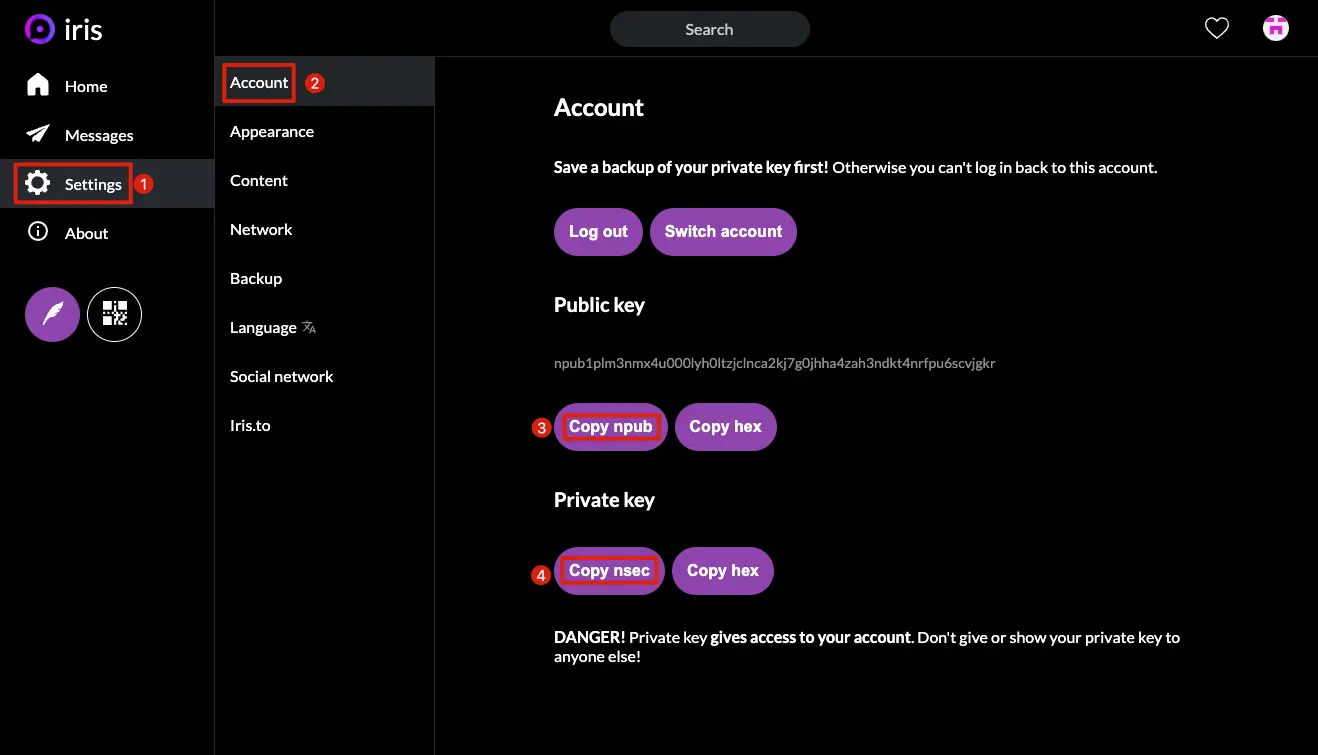 iris
Search
Home
Messages
Settings 1
About
Account 2
Appearance
Content
Network
Backup
Language
Social network
Iris.to
Account
Save a backup of your private key first! Otherwise you can't log in back to this account.
Log out Switch account
Public key
npub1plm3nmx4u000lyh0ltzjclnca2kj7g0jhha4zah3ndkt4nrfpu6scvjgkr
3 Copy npub Copy hex
Private key
4 Copy nsec Copy hex
DANGER! Private key gives access to your account. Don't give or show your private key to
anyone else!